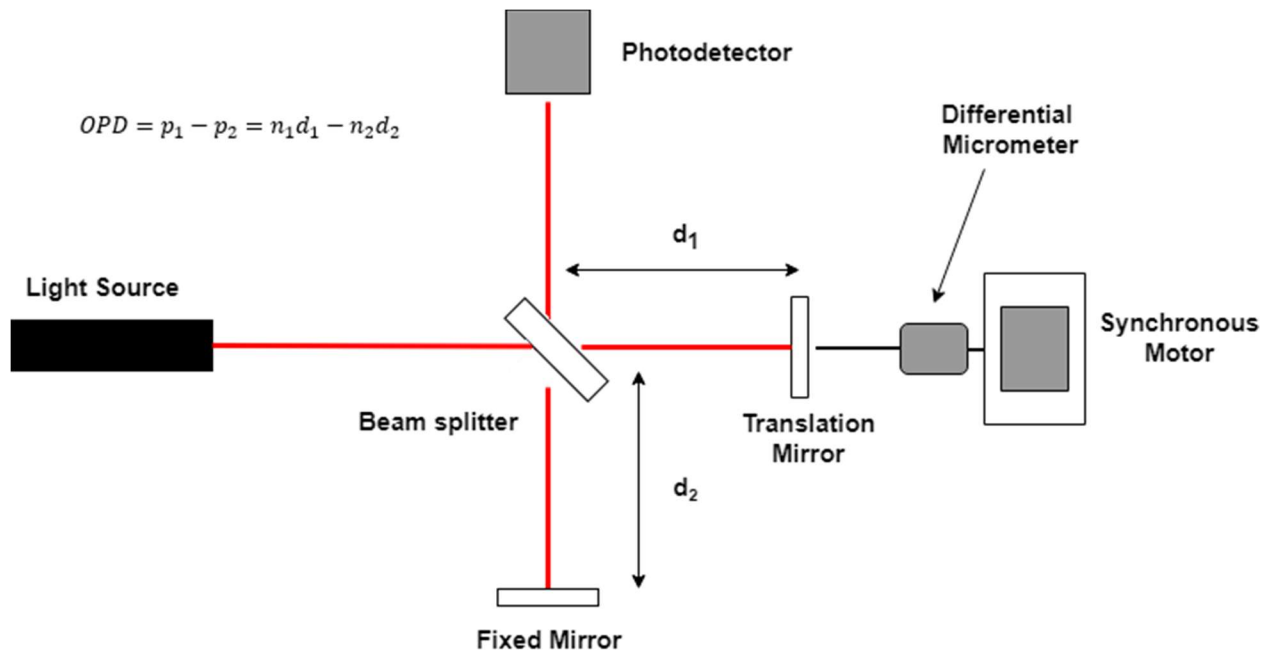 Photodetector
OPD = p₁ − p₂ = n₁d₁ − n₂d₂
Differential
Micrometer
d₁
Light Source
Synchronous
Motor
Beam splitter
Translation
Mirror
d₂
Fixed Mirror